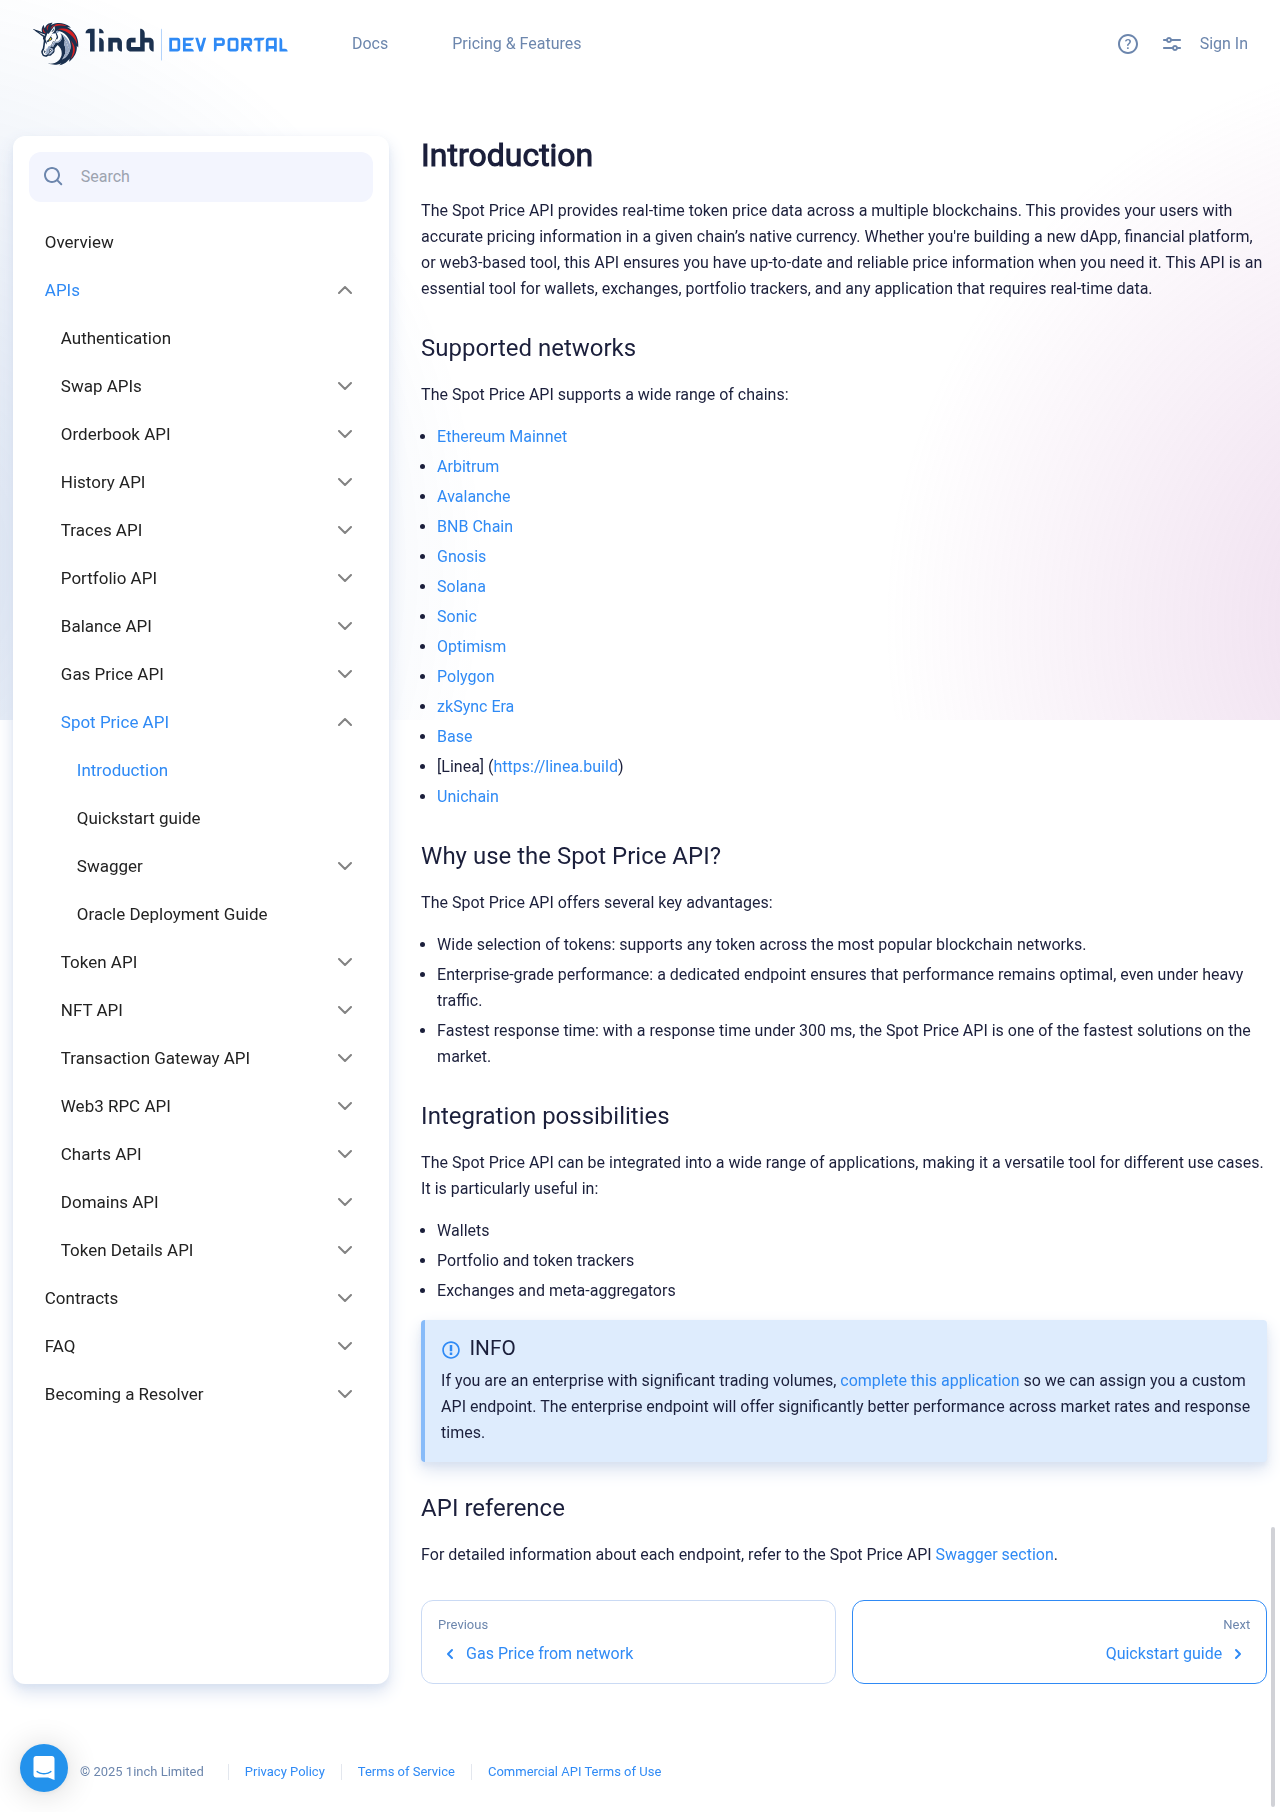 1inch DEV PORTAL
Docs
Pricing & Features
Sign In
Search
Overview
APIs
Authentication
Swap APIs
Orderbook API
History API
Traces API
Portfolio API
Balance API
Gas Price API
Spot Price API
Introduction
Quickstart guide
Swagger
Oracle Deployment Guide
Token API
NFT API
Transaction Gateway API
Web3 RPC API
Charts API
Domains API
Token Details API
Contracts
FAQ
Becoming a Resolver
Introduction
The Spot Price API provides real-time token price data across a multiple blockchains. This provides your users with
accurate pricing information in a given chain’s native currency. Whether you're building a new dApp, financial platform,
or web3-based tool, this API ensures you have up-to-date and reliable price information when you need it. This API is an
essential tool for wallets, exchanges, portfolio trackers, and any application that requires real-time data.
Supported networks
The Spot Price API supports a wide range of chains:
• Ethereum Mainnet
• Arbitrum
• Avalanche
• BNB Chain
• Gnosis
• Solana
• Sonic
• Optimism
• Polygon
• zkSync Era
• Base
• [Linea] (https://linea.build)
• Unichain
Why use the Spot Price API?
The Spot Price API offers several key advantages:
• Wide selection of tokens: supports any token across the most popular blockchain networks.
• Enterprise-grade performance: a dedicated endpoint ensures that performance remains optimal, even under heavy
traffic.
• Fastest response time: with a response time under 300 ms, the Spot Price API is one of the fastest solutions on the
market.
Integration possibilities
The Spot Price API can be integrated into a wide range of applications, making it a versatile tool for different use cases.
It is particularly useful in:
• Wallets
• Portfolio and token trackers
• Exchanges and meta-aggregators
INFO
If you are an enterprise with significant trading volumes, complete this application so we can assign you a custom
API endpoint. The enterprise endpoint will offer significantly better performance across market rates and response
times.
API reference
For detailed information about each endpoint, refer to the Spot Price API Swagger section.
Previous
Gas Price from network
Next
Quickstart guide
© 2025 1inch Limited
Privacy Policy
Terms of Service
Commercial API Terms of Use